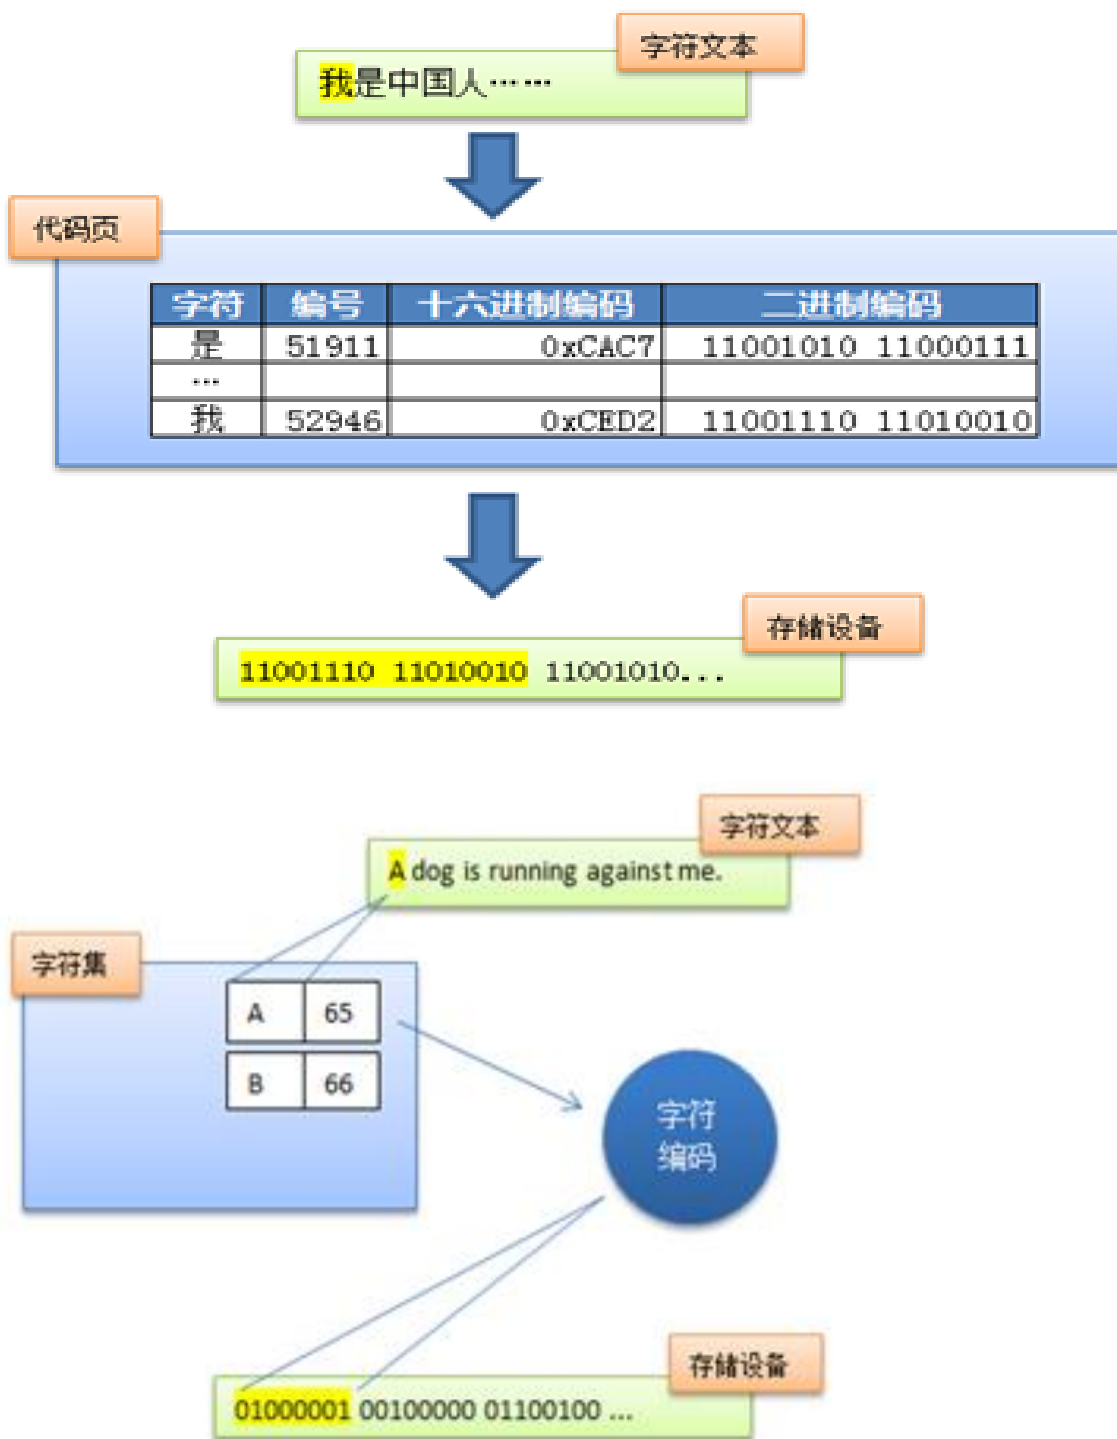 字符文本
我是中国人……
代码页
字符 编号 十六进制编码 二进制编码
是 51911 0xCAC7 11001010 11000111
…
我 52946 0xCED2 11001110 11010010
存储设备
11001110 11010010 11001010...
字符文本
A dog is running against me.
字符集
A 65
B 66
字符
编码
存储设备
01000001 00100000 01100100 ...